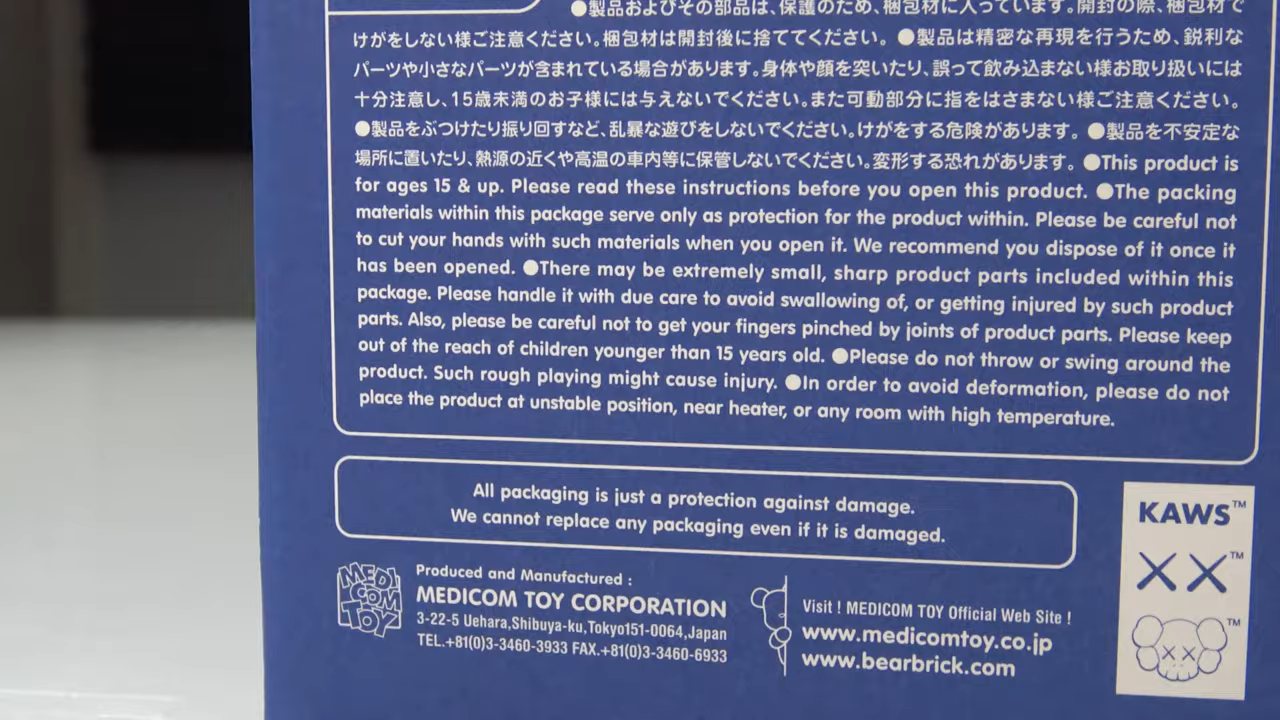 ●製品およびその部品は、保護のため、梱包材に入っています。開封の際、梱包材で
けがをしない様ご注意ください。梱包材は開封後に捨ててください。 ●製品は精密な再現を行うため、鋭利な
パーツや小さなパーツが含まれている場合があります。身体や顔を突いたり、誤って飲み込まない様お取り扱いには
十分注意し、15歳未満のお子様には与えないでください。また可動部分に指をはさまない様ご注意ください。
●製品をぶつけたり振り回すなど、乱暴な遊びをしないでください。けがをする危険があります。 ●製品を不安定な
場所に置いたり、熱源の近くや高温の車内等に保管しないでください。変形する恐れがあります。 ●This product is
for ages 15 & up. Please read these instructions before you open this product. ●The packing
materials within this package serve only as protection for the product within. Please be careful not
to cut your hands with such materials when you open it. We recommend you dispose of it once it
has been opened. ●There may be extremely small, sharp product parts included within this
package. Please handle it with due care to avoid swallowing of, or getting injured by such product
parts. Also, please be careful not to get your fingers pinched by joints of product parts. Please keep
out of the reach of children younger than 15 years old. ●Please do not throw or swing around the
product. Such rough playing might cause injury. ●In order to avoid deformation, please do not
place the product at unstable position, near heater, or any room with high temperature.
All packaging is just a protection against damage.
We cannot replace any packaging even if it is damaged.
MEDI
COM
TOY
Produced and Manufactured :
MEDICOM TOY CORPORATION
3-22-5 Uehara,Shibuya-ku,Tokyo151-0064,Japan
TEL.+81(0)3-3460-3933 FAX.+81(0)3-3460-6933
Visit ! MEDICOM TOY Official Web Site !
www.medicomtoy.co.jp
www.bearbrick.com
KAWS™
XX™
™